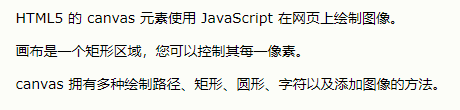 HTML5 的 canvas 元素使用 JavaScript 在网页上绘制图像。
画布是一个矩形区域，您可以控制其每一像素。
canvas 拥有多种绘制路径、矩形、圆形、字符以及添加图像的方法。